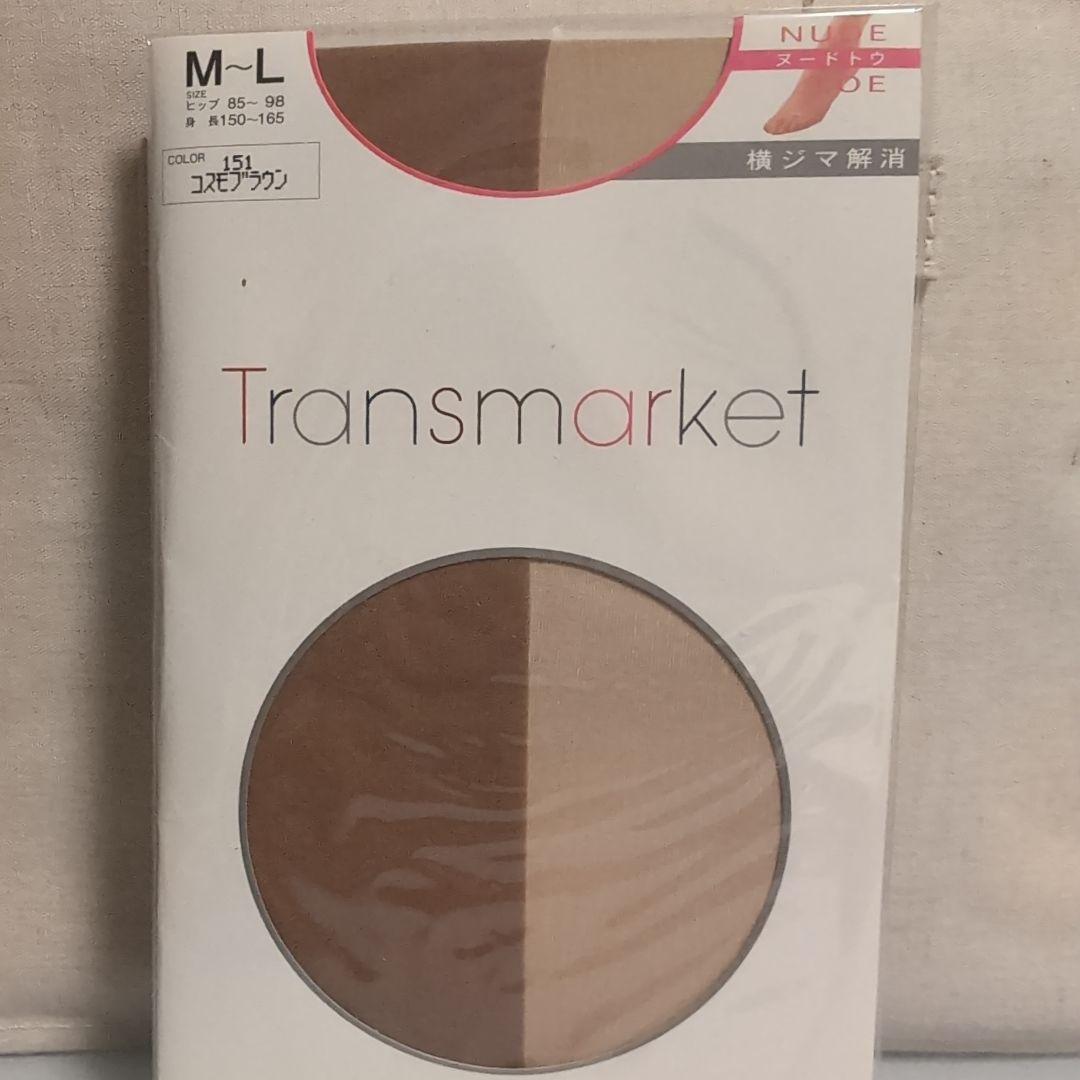 M～L
SIZE
ヒップ 85～98
身 長150～165
COLOR 151
コスモブラウン
NUDE
ヌードトウ
TOE
横ジマ解消
Transmarket